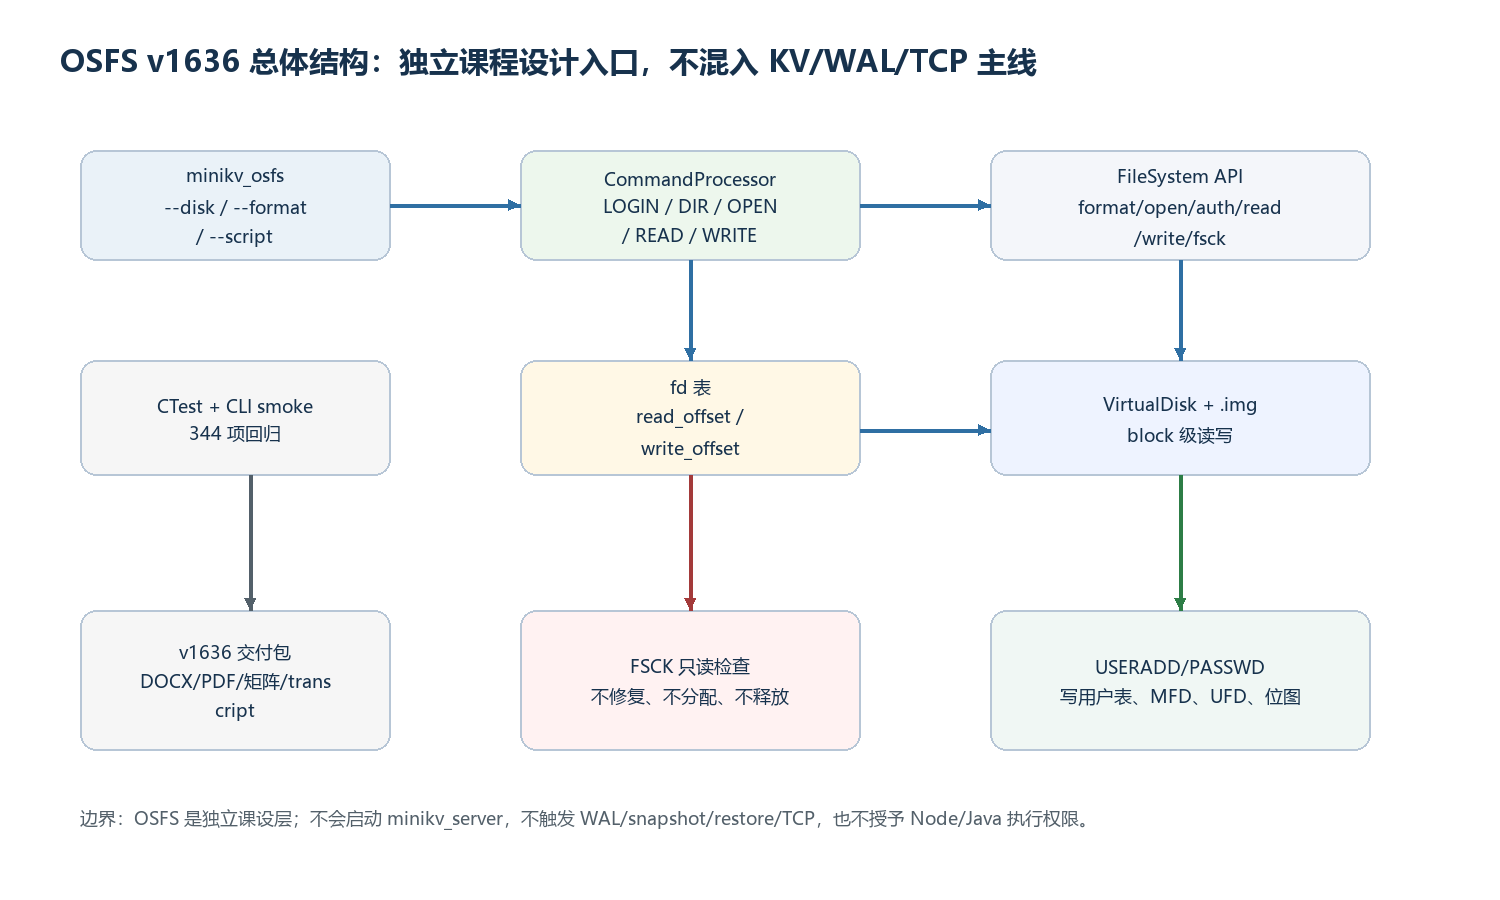 OSFS v1636 总体结构：独立课程设计入口，不混入 KV/WAL/TCP 主线
minikv_osfs
--disk / --format
/ --script
CommandProcessor
LOGIN / DIR / OPEN
/ READ / WRITE
FileSystem API
format/open/auth/read
/write/fsck
CTest + CLI smoke
344 项回归
fd 表
read_offset /
write_offset
VirtualDisk + .img
block 级读写
v1636 交付包
DOCX/PDF/矩阵/trans
cript
FSCK 只读检查
不修复、不分配、不释放
USERADD/PASSWD
写用户表、MFD、UFD、位图
边界：OSFS 是独立课设层；不会启动 minikv_server，不触发 WAL/snapshot/restore/TCP，也不授予 Node/Java 执行权限。